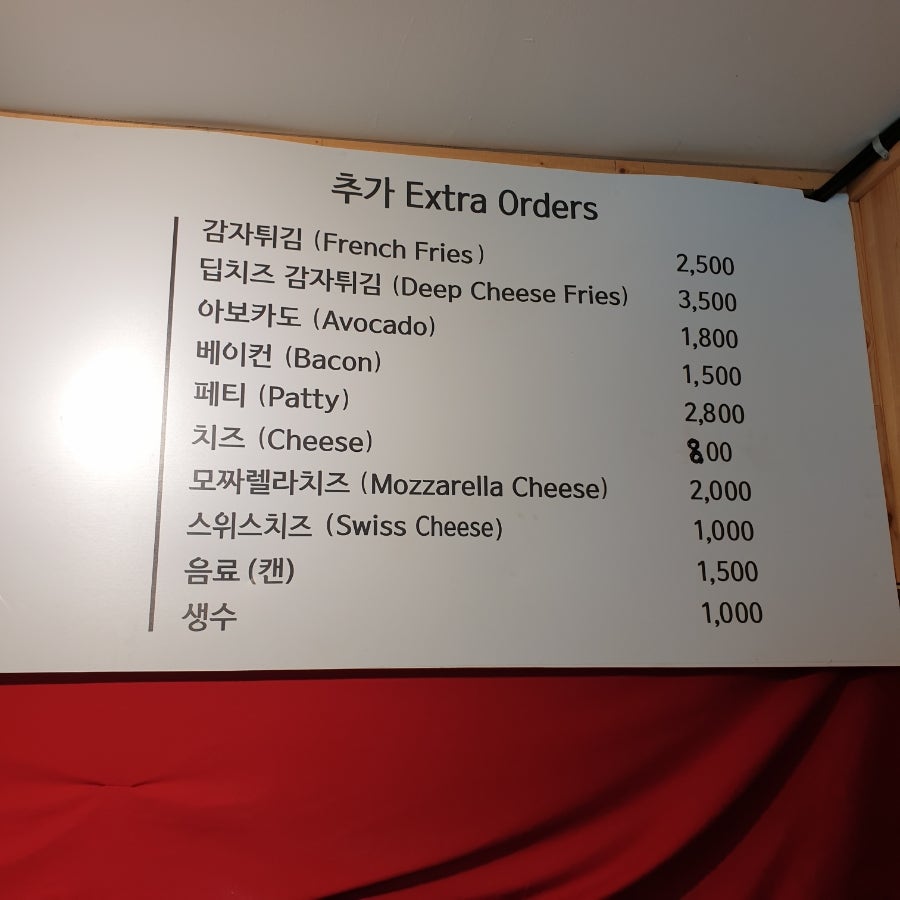 추가 Extra Orders
감자튀김 (French Fries) 2,500
딥치즈 감자튀김 (Deep Cheese Fries) 3,500
아보카도 (Avocado) 1,800
베이컨 (Bacon) 1,500
페티 (Patty) 2,800
치즈 (Cheese) 800
모짜렐라치즈 (Mozzarella Cheese) 2,000
스위스치즈 (Swiss Cheese) 1,000
음료 (캔) 1,500
생수 1,000